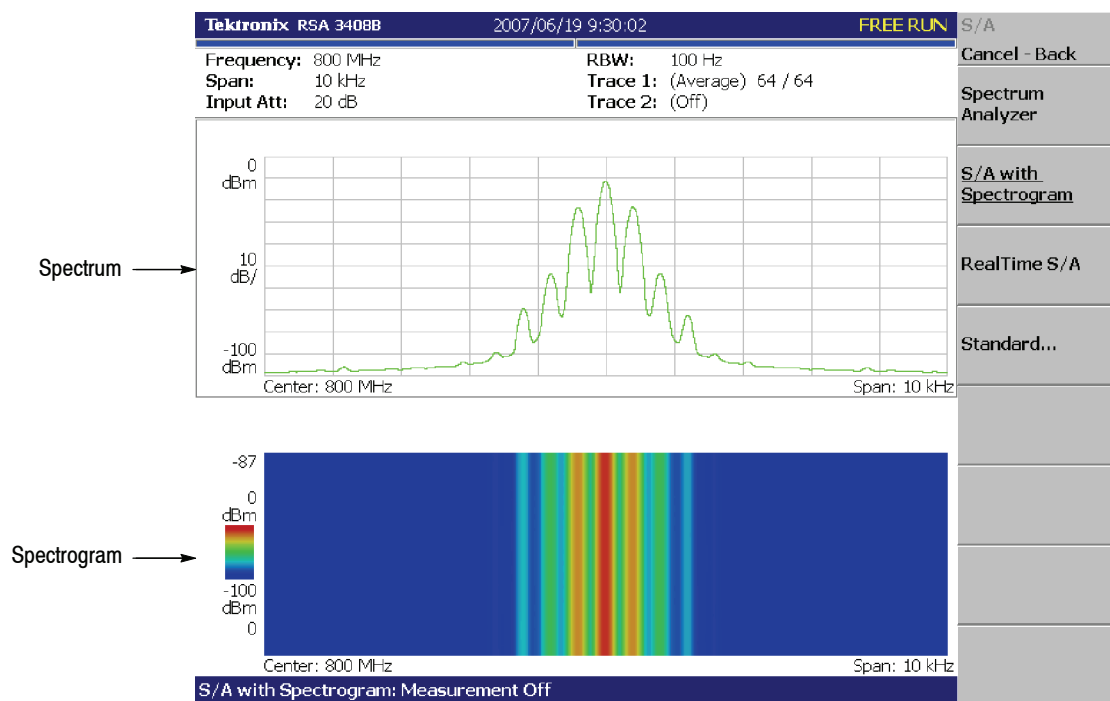 Tektronix RSA 3408B 2007/06/19 9:30:02 FREE RUN
Frequency: 800 MHz
Span: 10 kHz
Input Att: 20 dB
RBW: 100 Hz
Trace 1: (Average) 64 / 64
Trace 2: (Off)
0
dBm
10
dB/
-100
dBm
Center: 800 MHz Span: 10 kHz
Spectrum
-87
0
dBm
-100
dBm
0
Center: 800 MHz Span: 10 kHz
Spectrogram
S/A with Spectrogram: Measurement Off
S/A
Cancel - Back
Spectrum
Analyzer
S/A with
Spectrogram
RealTime S/A
Standard...